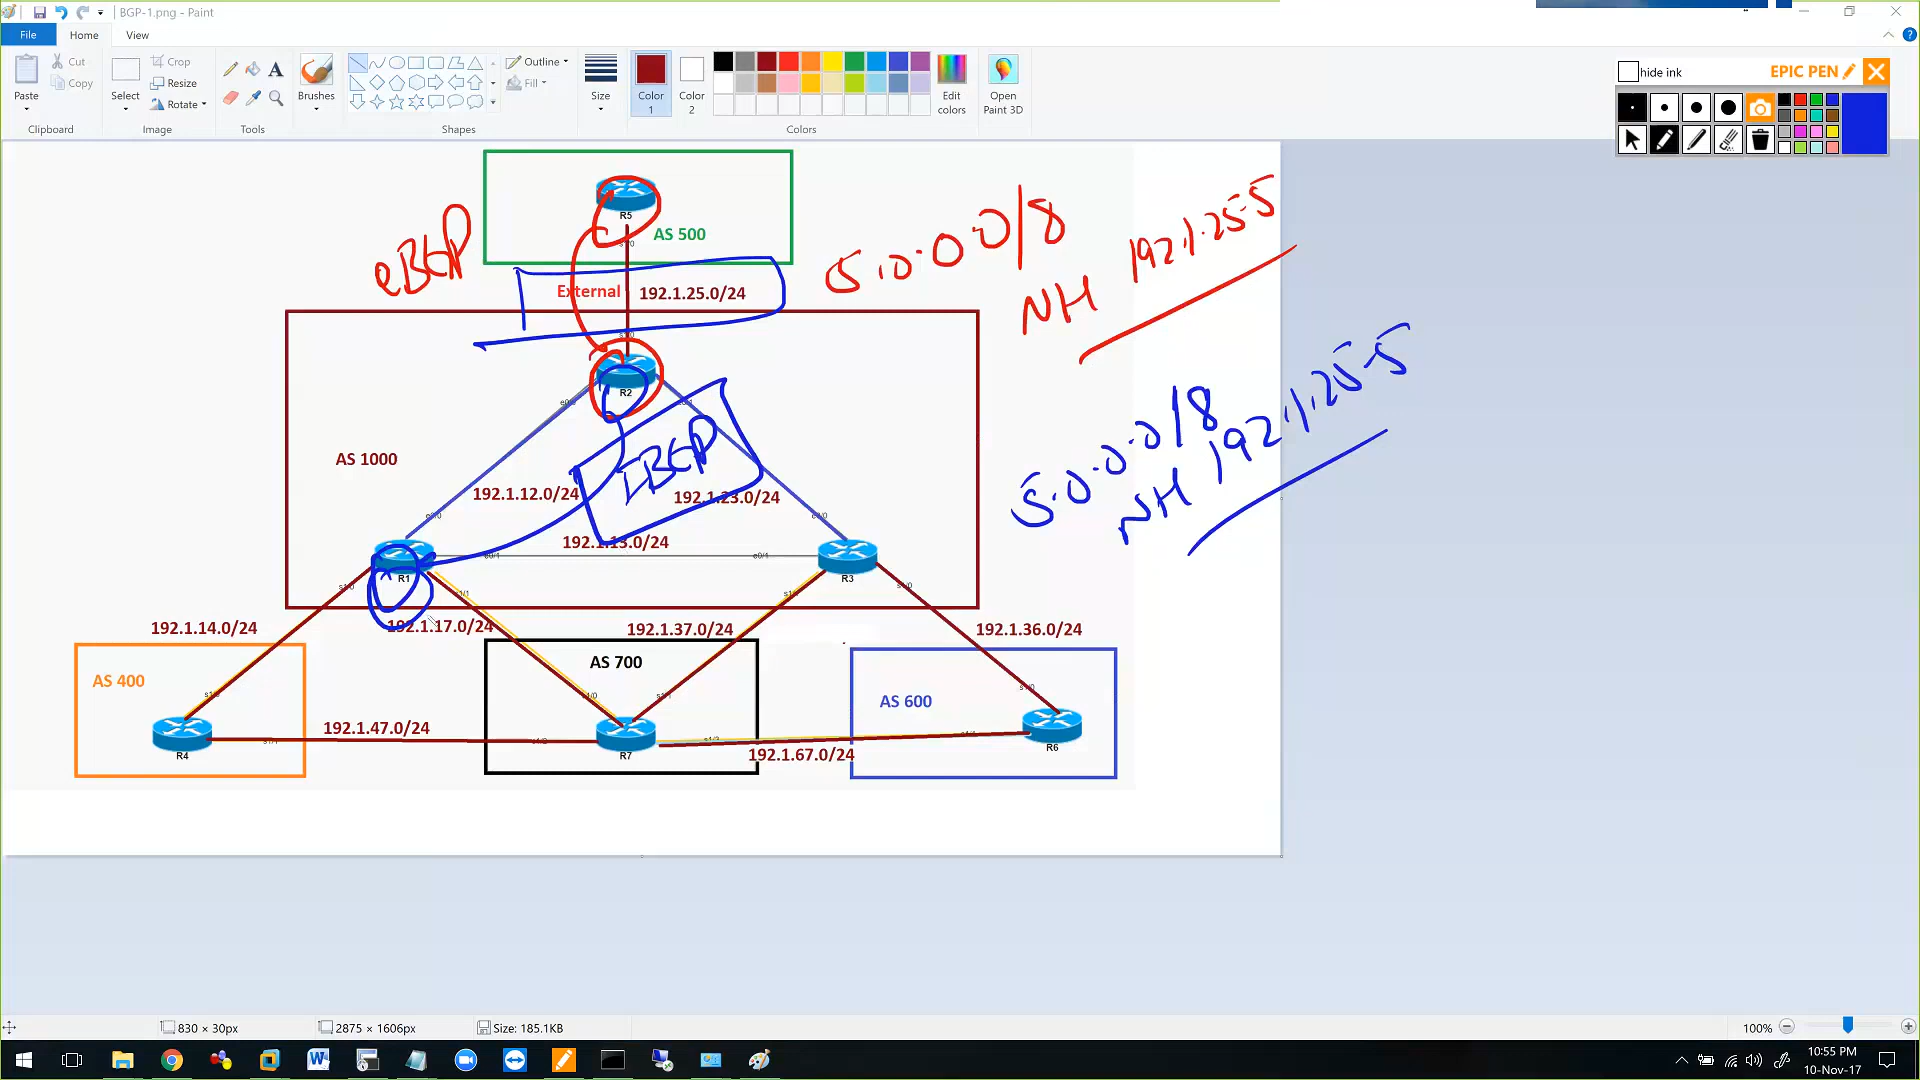 BGP-1.png - Paint
File Home View
Paste
Cut
Copy
Clipboard
Select
Crop
Resize
Rotate
Image
Tools
Brushes
Outline
Fill
Shapes
Size
Color 1
Color 2
Edit colors
Colors
Open Paint 3D
hide ink EPIC PEN
R5
AS 500
eBGP
External 192.1.25.0/24
5.0.0.0/8
NH 192.1.25.5
R2
AS 1000
IBGP
192.1.12.0/24
192.1.23.0/24
5.0.0.0/8
NH 192.1.25.5
192.1.13.0/24
e0/1
e0/1
R1
R3
192.1.14.0/24
192.1.17.0/24
192.1.37.0/24
192.1.36.0/24
AS 400
AS 700
AS 600
192.1.47.0/24
192.1.67.0/24
R4
R7
R6
830 × 30px
2875 × 1606px
Size: 185.1KB
100%
10:55 PM
10-Nov-17